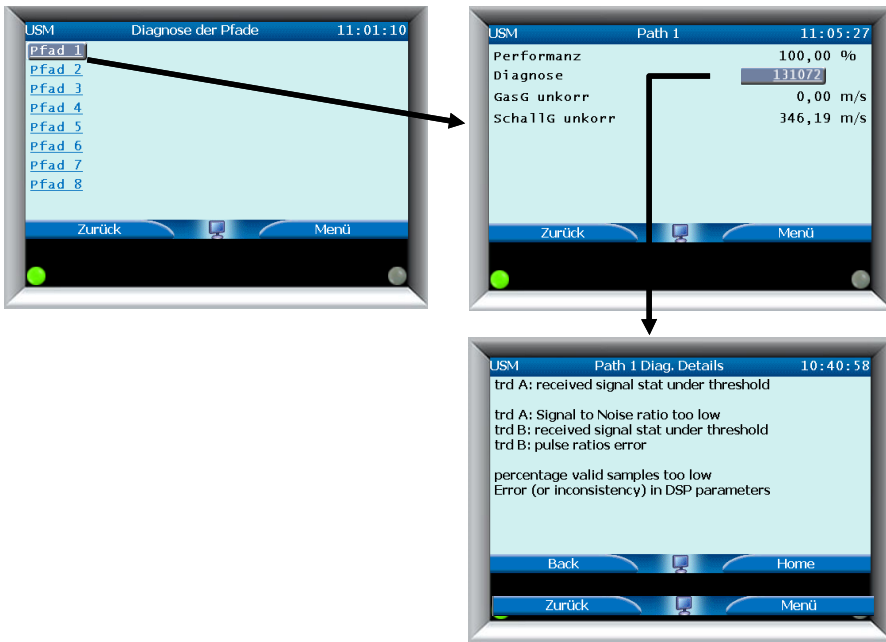 USM Diagnose der Pfade 11:01:10
Pfad 1
Pfad 2
Pfad 3
Pfad 4
Pfad 5
Pfad 6
Pfad 7
Pfad 8
Zurück Menü
USM Path 1 11:05:27
Performanz 100,00 %
Diagnose 131072
GasG unkorr 0,00 m/s
SchallG unkorr 346,19 m/s
Zurück Menü
USM Path 1 Diag. Details 10:40:58
trd A: received signal stat under threshold
trd A: Signal to Noise ratio too low
trd B: received signal stat under threshold
trd B: pulse ratios error
percentage valid samples too low
Error (or inconsistency) in DSP parameters
Back Home
Zurück Menü